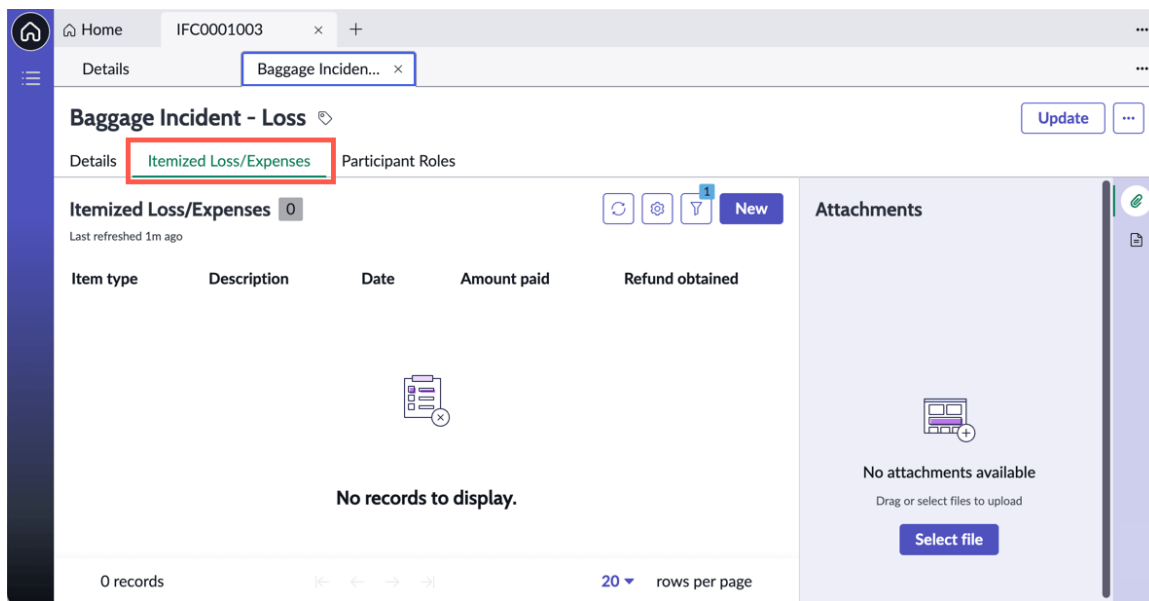 Home
IFC0001003
Details
Baggage Inciden...
Baggage Incident - Loss
Update
Details
Itemized Loss/Expenses
Participant Roles
Itemized Loss/Expenses 0
1
New
Last refreshed 1m ago
Item type
Description
Date
Amount paid
Refund obtained
No records to display.
0 records
20
rows per page
Attachments
No attachments available
Drag or select files to upload
Select file